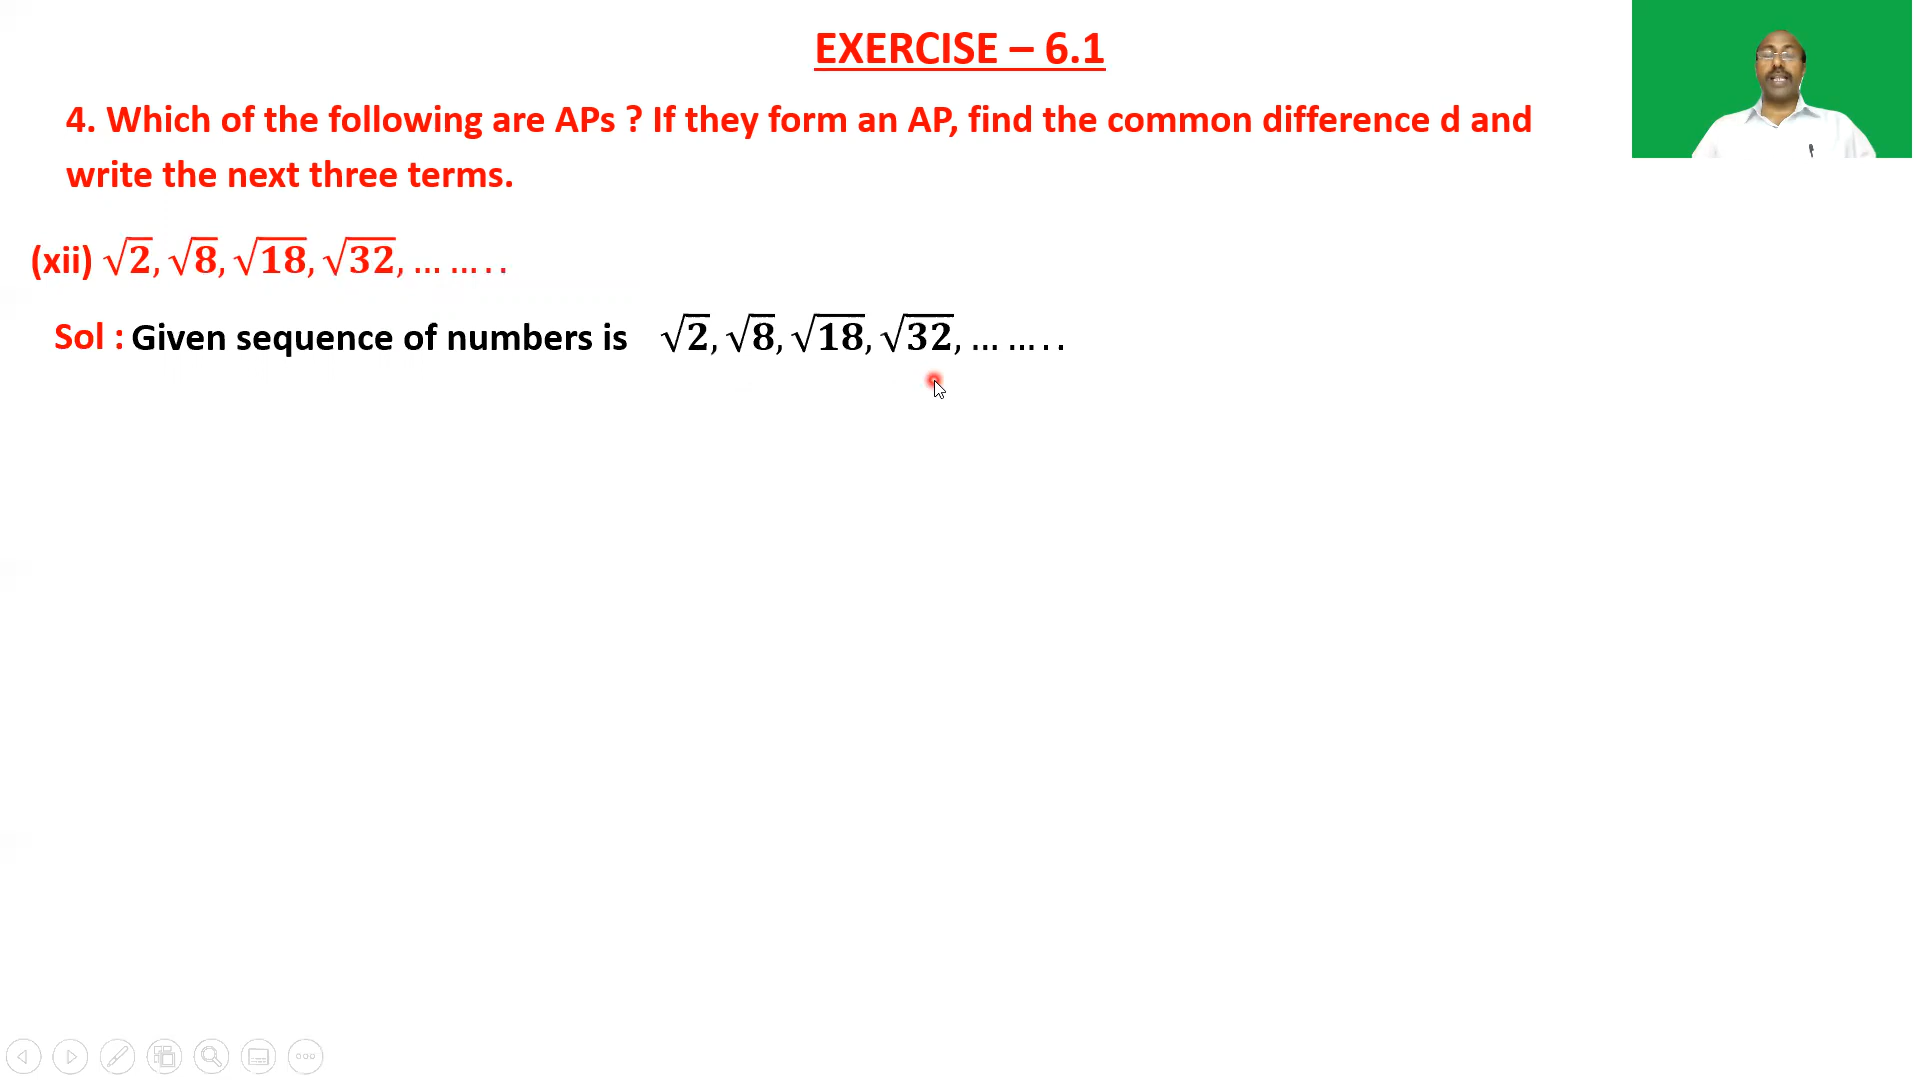 EXERCISE – 6.1
4. Which of the following are APs ? If they form an AP, find the common difference d and
write the next three terms.
(xii) √2, √8, √18, √32, … … . .
Sol : Given sequence of numbers is √2, √8, √18, √32, … … . .